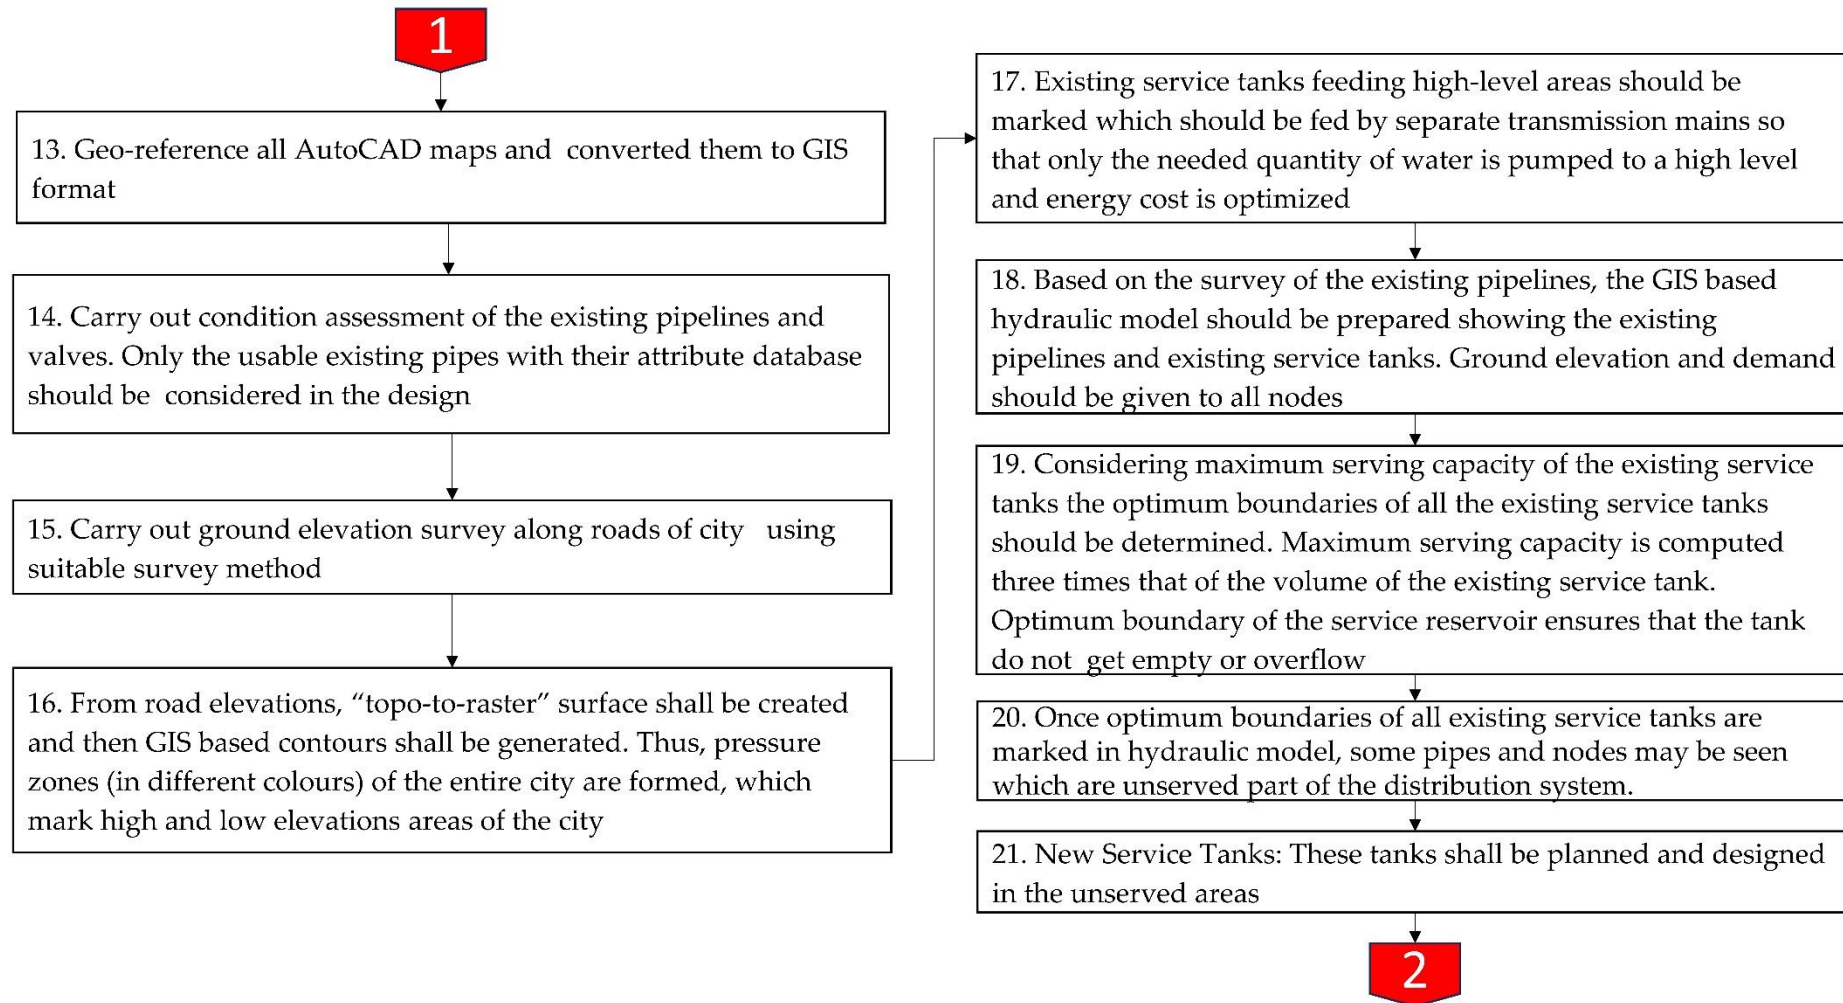 1
13. Geo-reference all AutoCAD maps and converted them to GIS
format
14. Carry out condition assessment of the existing pipelines and
valves. Only the usable existing pipes with their attribute database
should be considered in the design
15. Carry out ground elevation survey along roads of city using
suitable survey method
16. From road elevations, “topo-to-raster” surface shall be created
and then GIS based contours shall be generated. Thus, pressure
zones (in different colours) of the entire city are formed, which
mark high and low elevations areas of the city
17. Existing service tanks feeding high-level areas should be
marked which should be fed by separate transmission mains so
that only the needed quantity of water is pumped to a high level
and energy cost is optimized
18. Based on the survey of the existing pipelines, the GIS based
hydraulic model should be prepared showing the existing
pipelines and existing service tanks. Ground elevation and demand
should be given to all nodes
19. Considering maximum serving capacity of the existing service
tanks the optimum boundaries of all the existing service tanks
should be determined. Maximum serving capacity is computed
three times that of the volume of the existing service tank.
Optimum boundary of the service reservoir ensures that the tank
do not get empty or overflow
20. Once optimum boundaries of all existing service tanks are
marked in hydraulic model, some pipes and nodes may be seen
which are unserved part of the distribution system.
21. New Service Tanks: These tanks shall be planned and designed
in the unserved areas
2